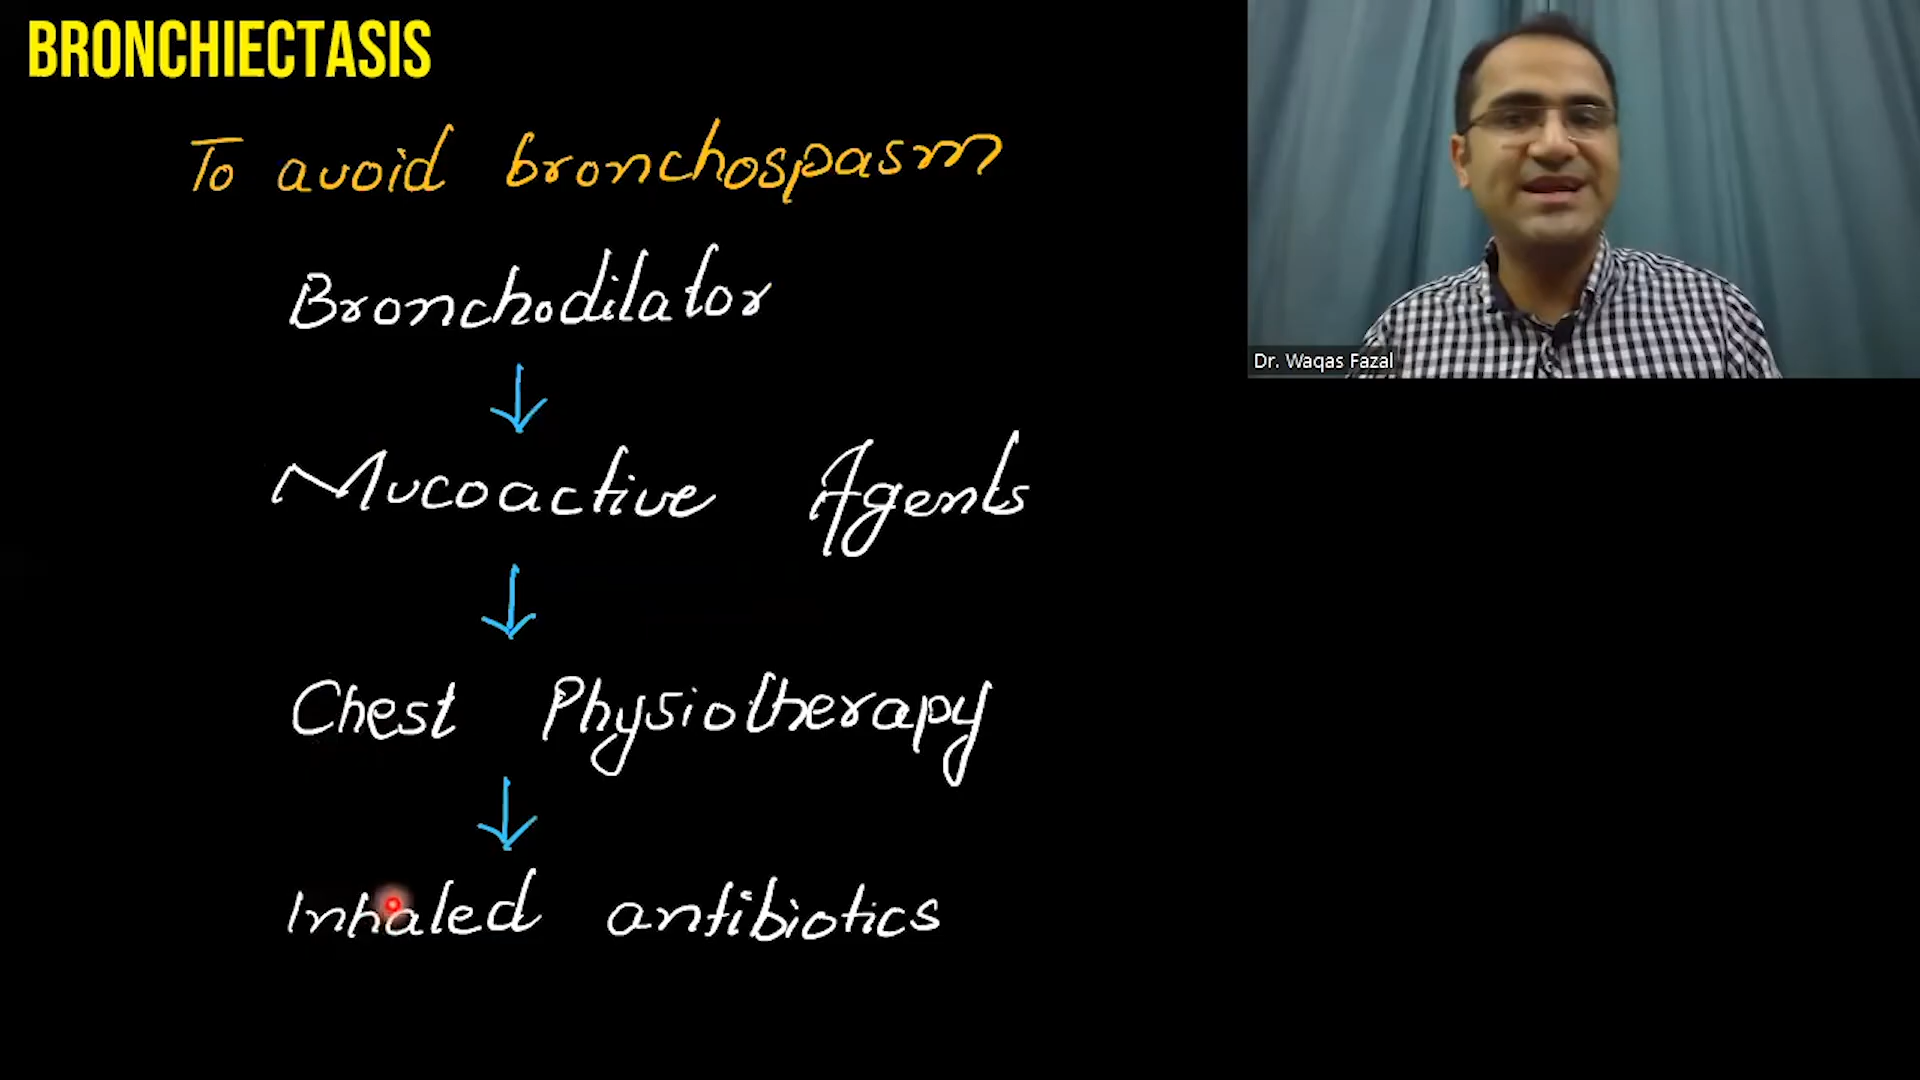 BRONCHIECTASIS
To avoid bronchospasm
Bronchodilator
Mucoactive Agents
Chest Physiotherapy
Inhaled antibiotics
Dr. Waqas Fazal